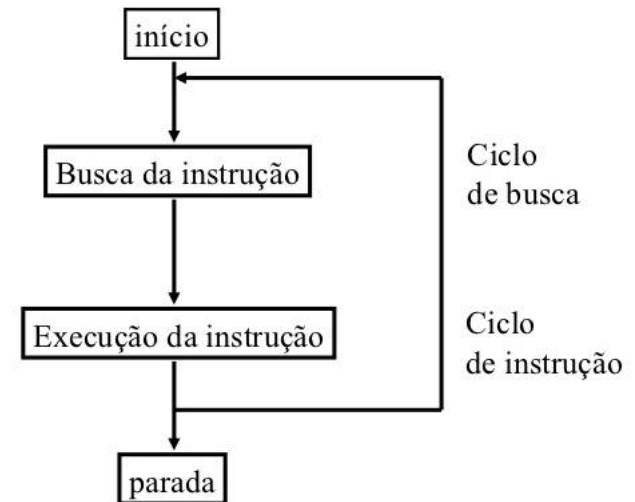 início
Busca da instrução
Ciclo
de busca
Execução da instrução
Ciclo
de instrução
parada